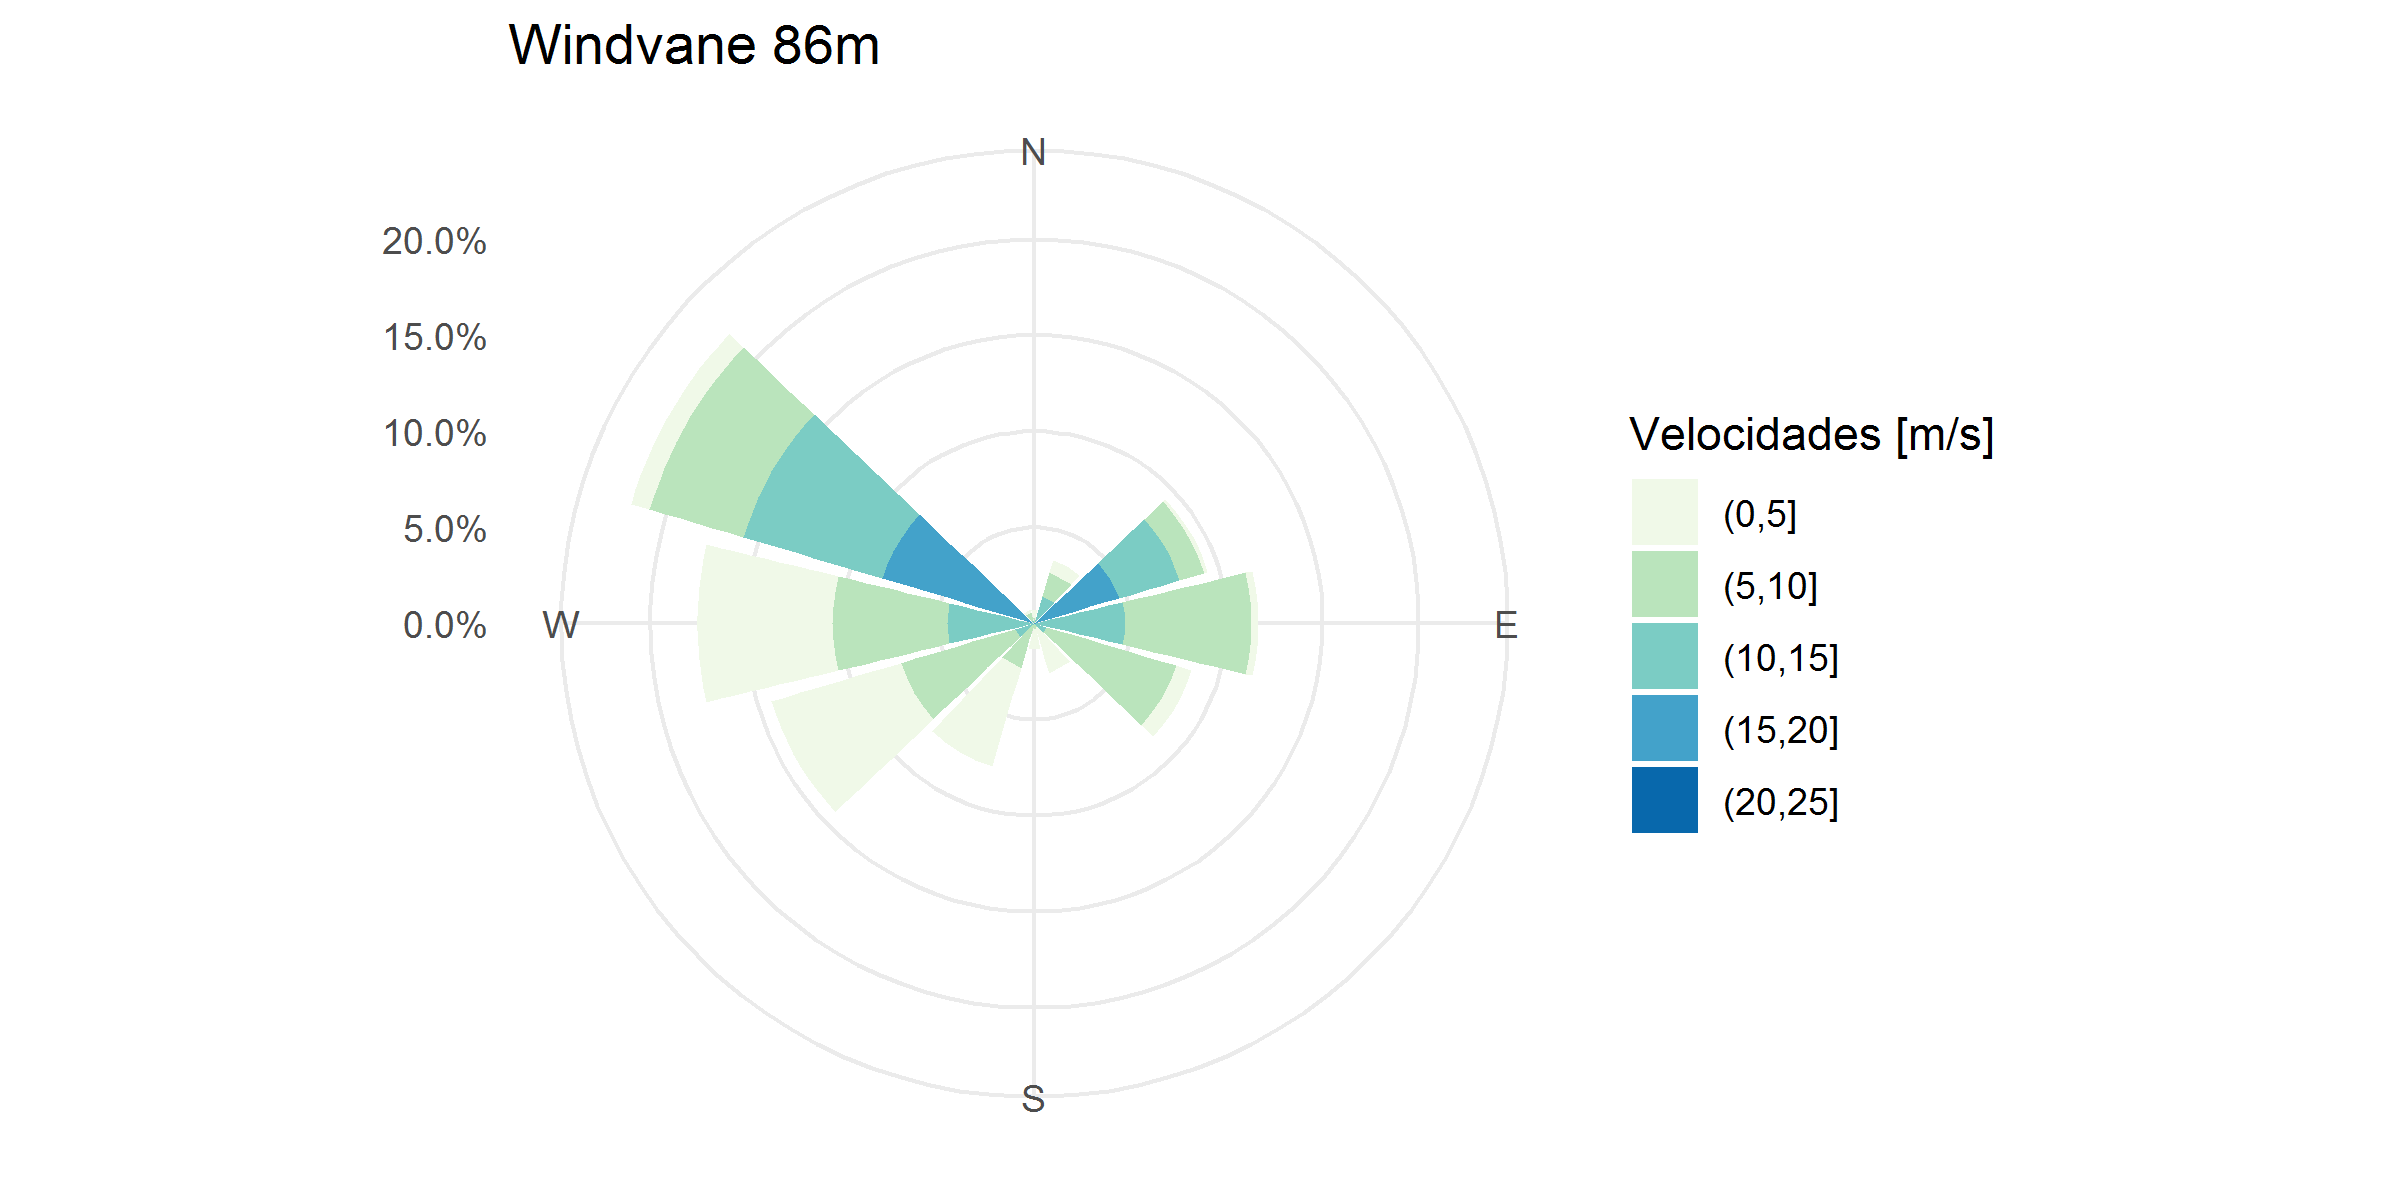 Windvane 86m
N
20.0%
15.0%
10.0%
5.0%
0.0%
W
E
S
Velocidades [m/s]
(0,5]
(5,10]
(10,15]
(15,20]
(20,25]